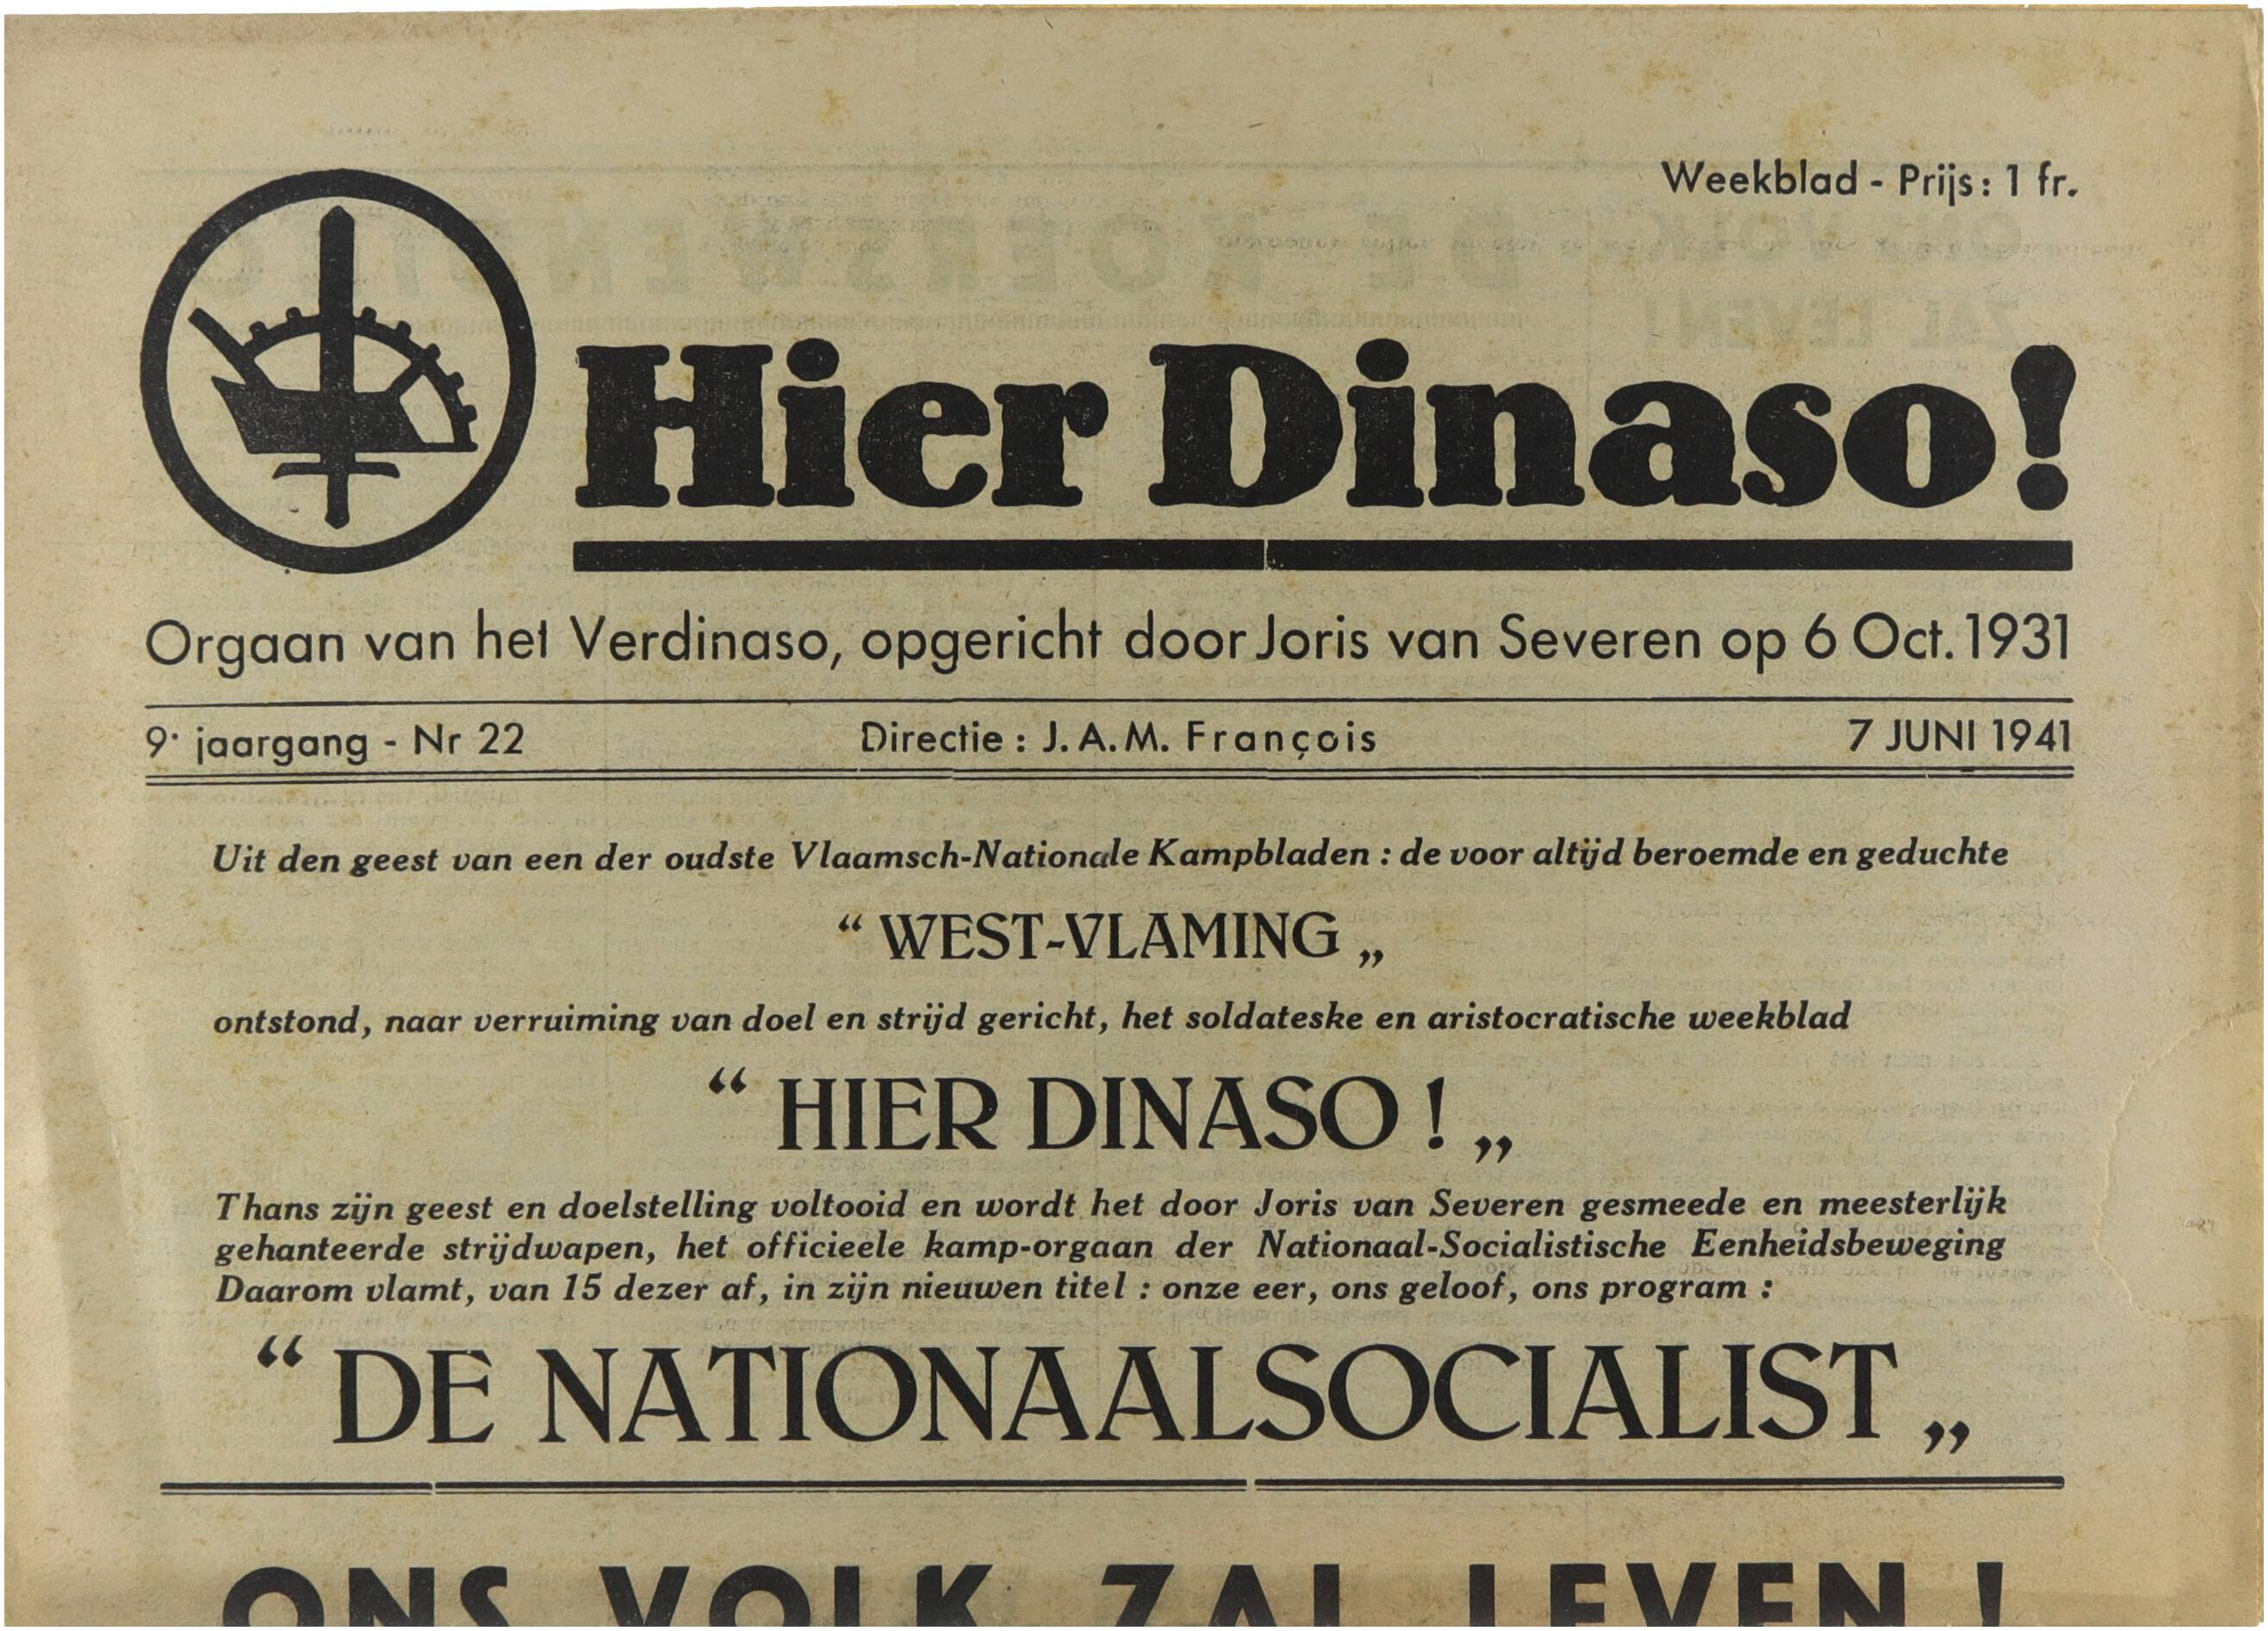 Weekblad - Prijs: 1 fr.
Hier Dinaso!
Orgaan van het Verdinaso, opgericht door Joris van Severen op 6 Oct. 1931
9e jaargang - Nr 22 Directie : J. A. M. François 7 JUNI 1941
Uit den geest van een der oudste Vlaamsch-Nationale Kampbladen : de voor altijd beroemde en geduchte
“ WEST-VLAMING „
ontstond, naar verruiming van doel en strijd gericht, het soldateske en aristocratische weekblad
“ HIER DINASO ! „
Thans zijn geest en doelstelling voltooid en wordt het door Joris van Severen gesmeede en meesterlijk
gehanteerde strijdwapen, het officieele kamp-orgaan der Nationaal-Socialistische Eenheidsbeweging
Daarom vlamt, van 15 dezer af, in zijn nieuwen titel : onze eer, ons geloof, ons program :
“ DE NATIONAALSOCIALIST „
ONS VOLK ZAL LEVEN !